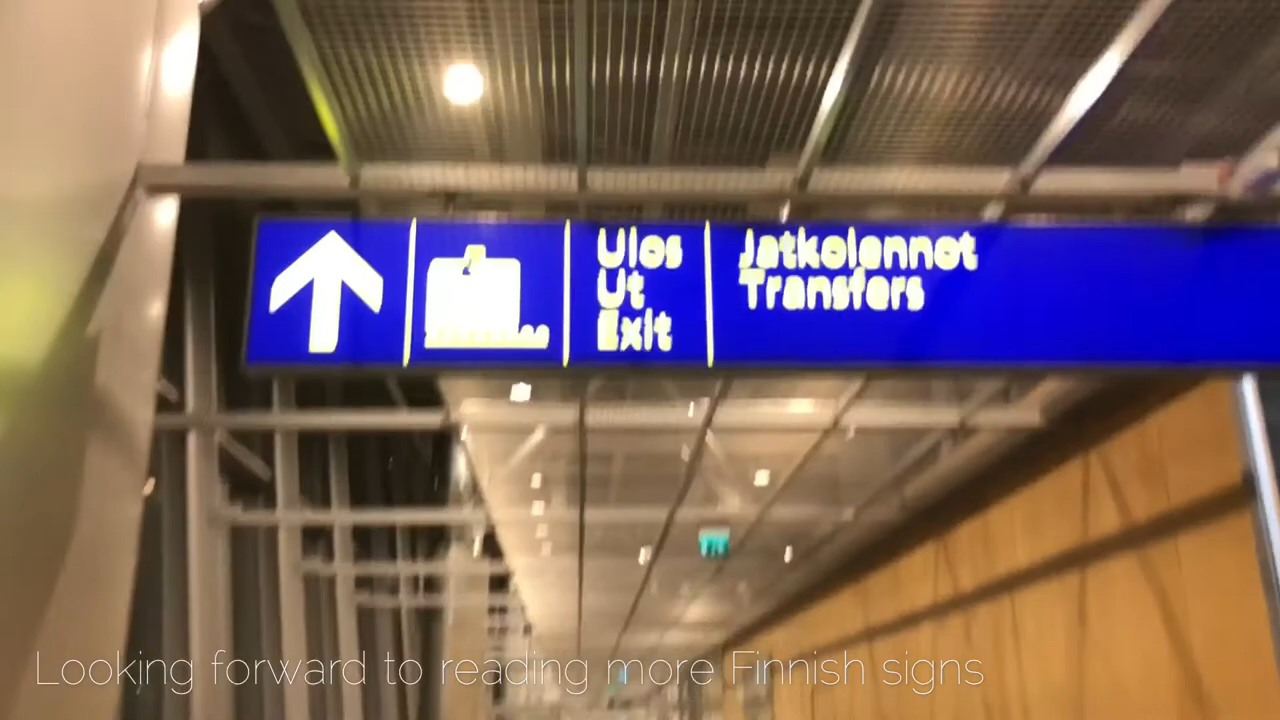 Ulos
Ut
Exit
Jatkolennot
Transfers
Looking forward to reading more Finnish signs